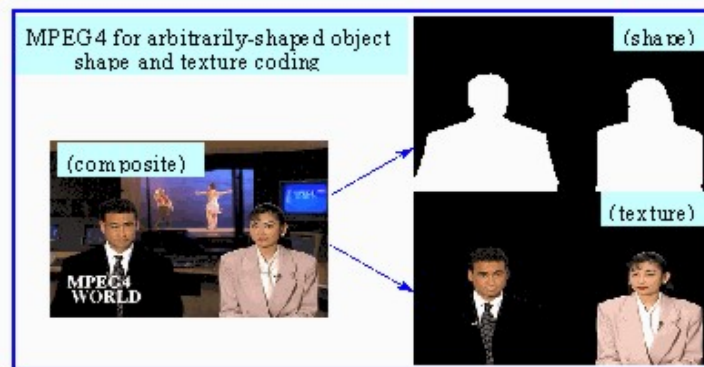 MPEG4 for arbitrarily-shaped object
shape and texture coding
(shape)
(composite)
MPEG4
WORLD
(texture)